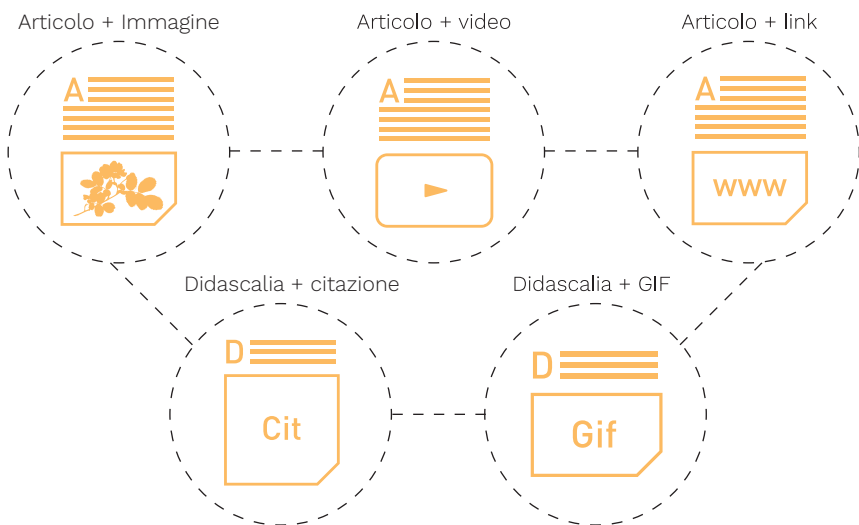 Articolo + Immagine
Articolo + video
Articolo + link
A
A
A
www
Didascalia + citazione
Didascalia + GIF
D
D
Cit
Gif